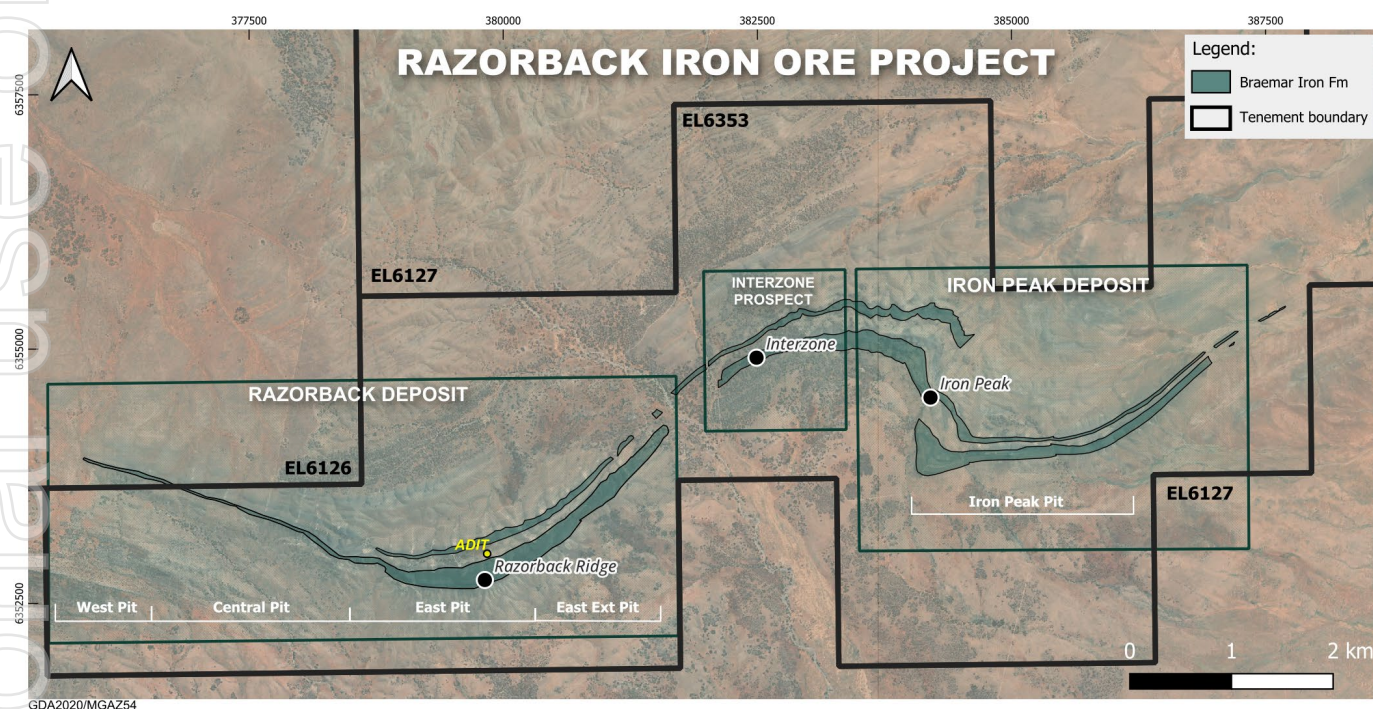 377500
380000
382500
385000
387500
RAZORBACK IRON ORE PROJECT
Legend:
Braemar Iron Fm
Tenement boundary
6357500
EL6353
EL6127
INTERZONE
PROSPECT
IRON PEAK DEPOSIT
6355000
Interzone
Iron Peak
RAZORBACK DEPOSIT
EL6126
EL6127
Iron Peak Pit
ADIT
Razorback Ridge
6352500
West Pit
Central Pit
East Pit
East Ext Pit
0
1
2 km
GDA2020/MGAZ54